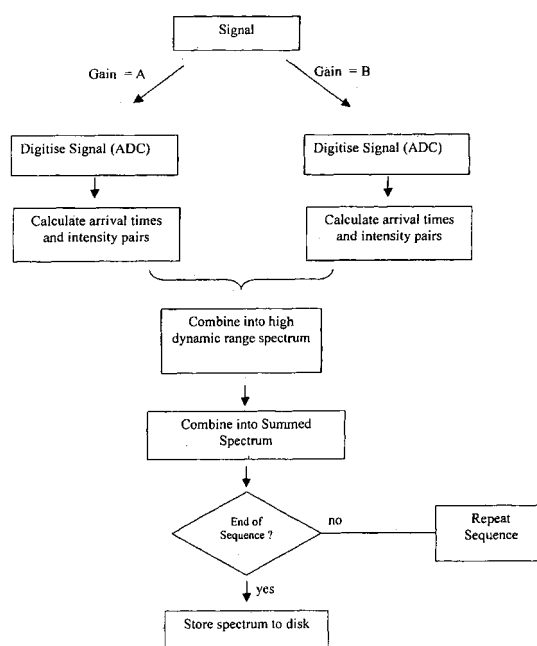 Signal
Gain = A
Gain = B
Digitise Signal (ADC)
Digitise Signal (ADC)
Calculate arrival times
and intensity pairs
Calculate arrival times
and intensity pairs
Combine into high
dynamic range spectrum
Combine into Summed
Spectrum
End of
Sequence ?
no
Repeat
Sequence
yes
Store spectrum to disk